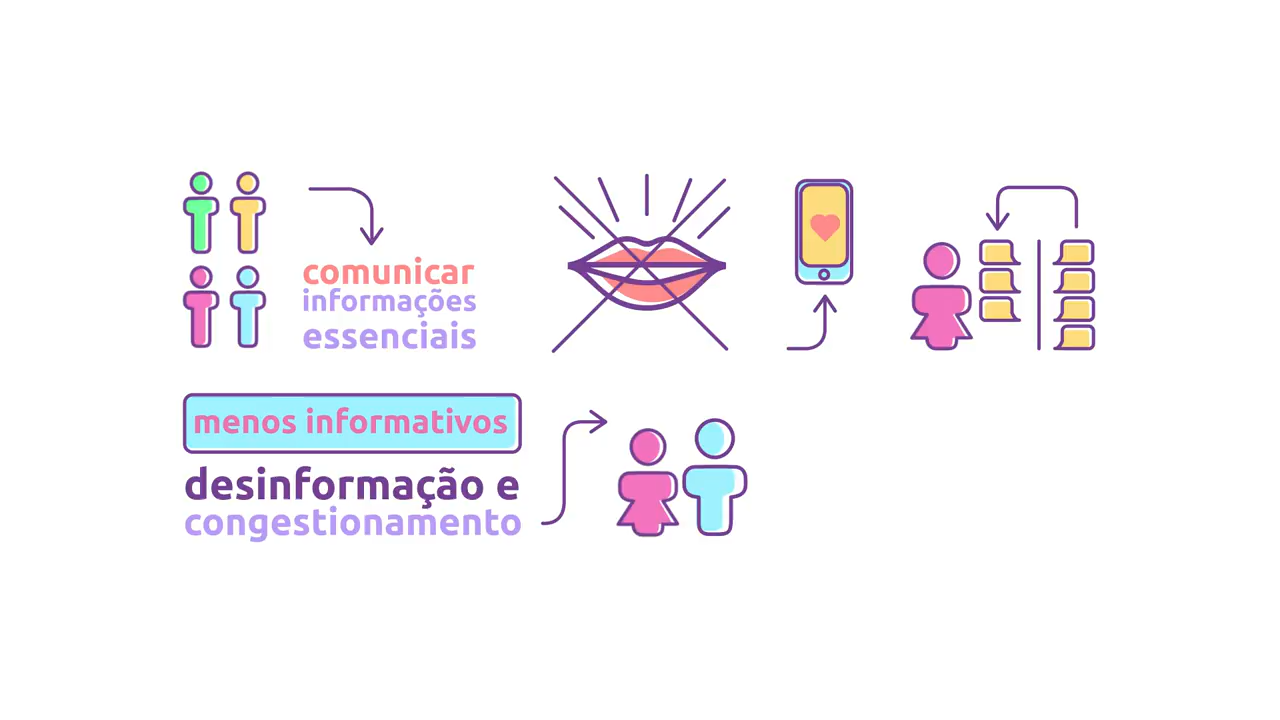 comunicar
informações
essenciais
menos informativos
desinformação e
congestionamento